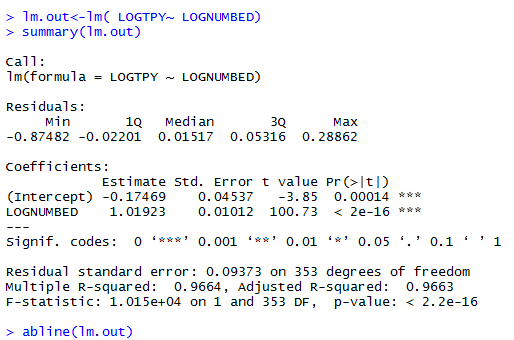 > lm.out<-lm( LOGTPY~ LOGNUMBED)
> summary(lm.out)
Call:
lm(formula = LOGTPY ~ LOGNUMBED)
Residuals:
Min 1Q Median 3Q Max
-0.87482 -0.02201 0.01517 0.05316 0.28862
Coefficients:
Estimate Std. Error t value Pr(>|t|)
(Intercept) -0.17469 0.04537 -3.85 0.00014 ***
LOGNUMBED 1.01923 0.01012 100.73 < 2e-16 ***
---
Signif. codes: 0 ‘***’ 0.001 ‘**’ 0.01 ‘*’ 0.05 ‘.’ 0.1 ‘ ’ 1
Residual standard error: 0.09373 on 353 degrees of freedom
Multiple R-squared: 0.9664, Adjusted R-squared: 0.9663
F-statistic: 1.015e+04 on 1 and 353 DF, p-value: < 2.2e-16
> abline(lm.out)